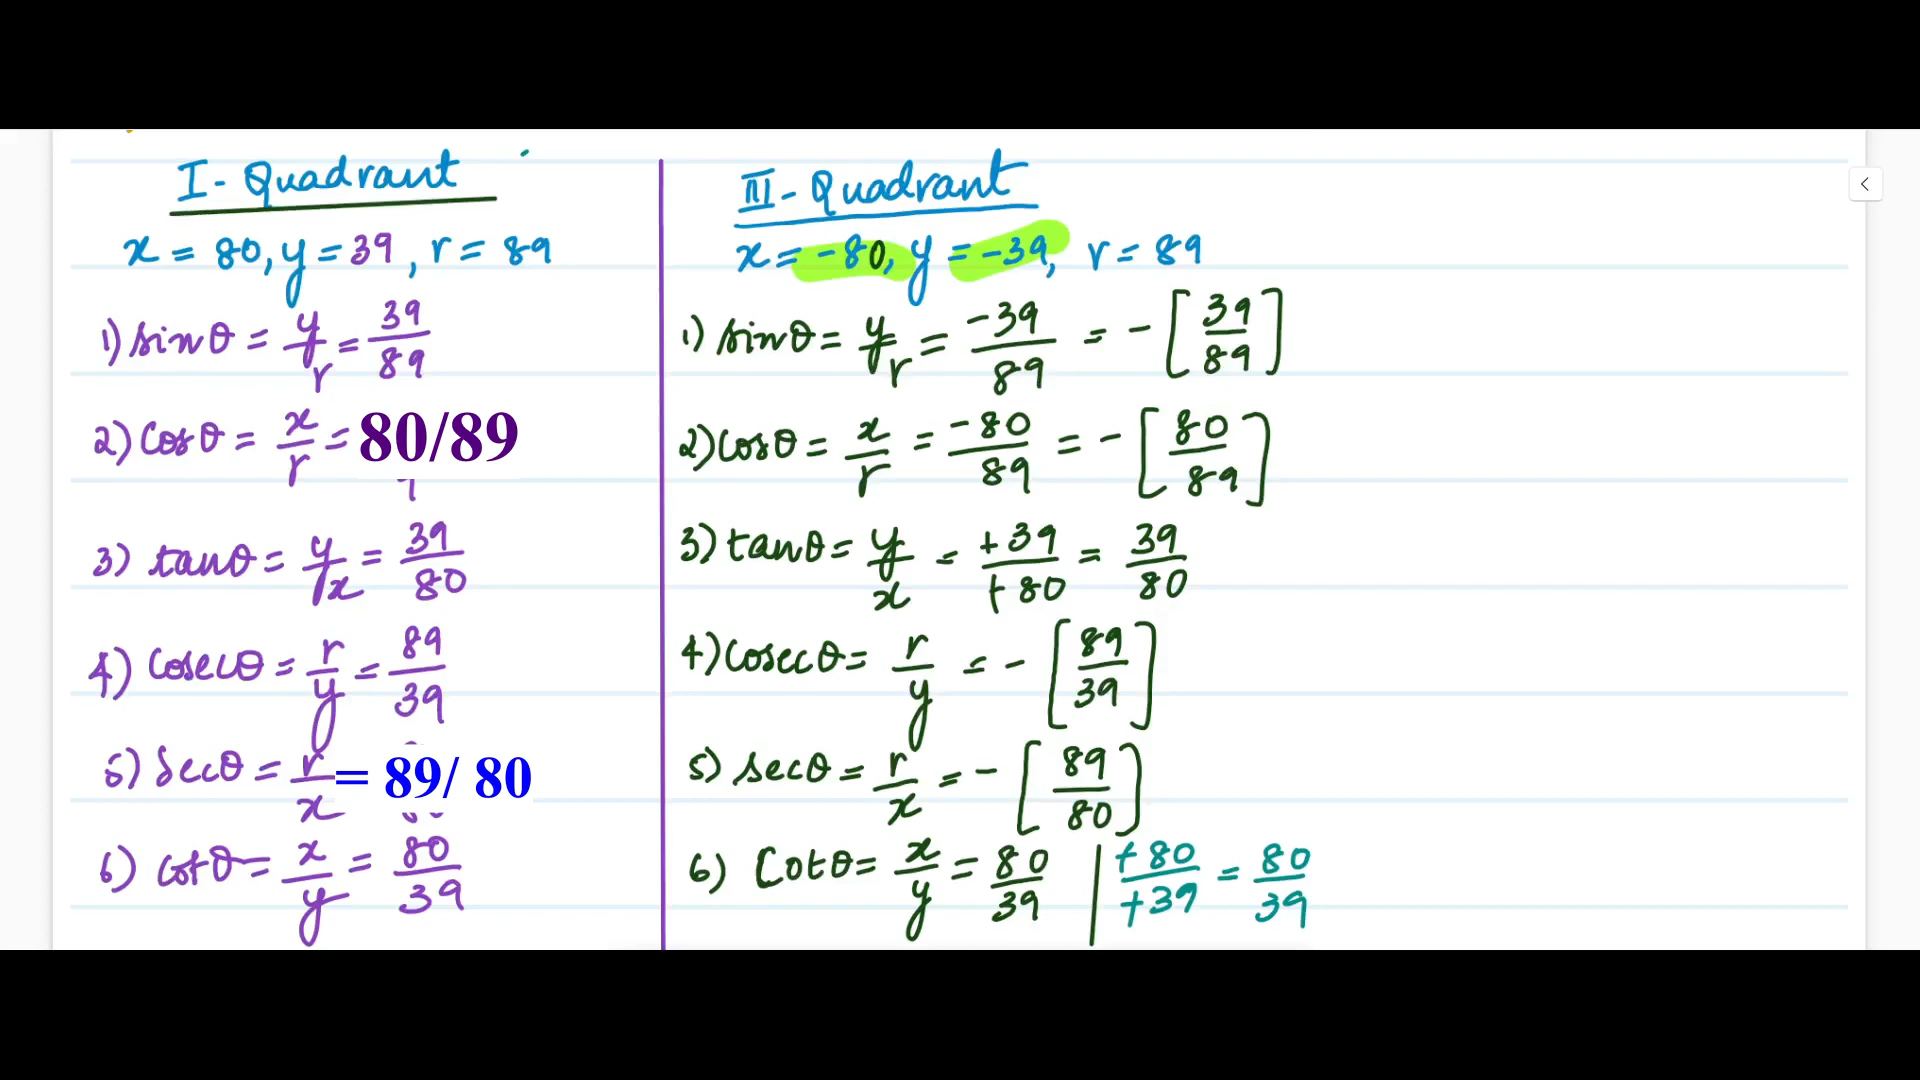 I - Quadrant
x = 80, y = 39, r = 89
1) sinθ = y/r = 39/89
2) Cosθ = x/r = 80/89
3) tanθ = y/x = 39/80
4) Cosecθ = r/y = 89/39
5) Secθ = r/x = 89/ 80
6) cotθ = x/y = 80/39
III - Quadrant
x = -80, y = -39, r = 89
1) sinθ = y/r = -39/89 = - [39/89]
2) Cosθ = x/r = -80/89 = - [80/89]
3) tanθ = y/x = +39/+80 = 39/80
4) Cosecθ = r/y = - [89/39]
5) secθ = r/x = - [89/80]
6) Cotθ = x/y = 80/39 | +80/+39 = 80/39